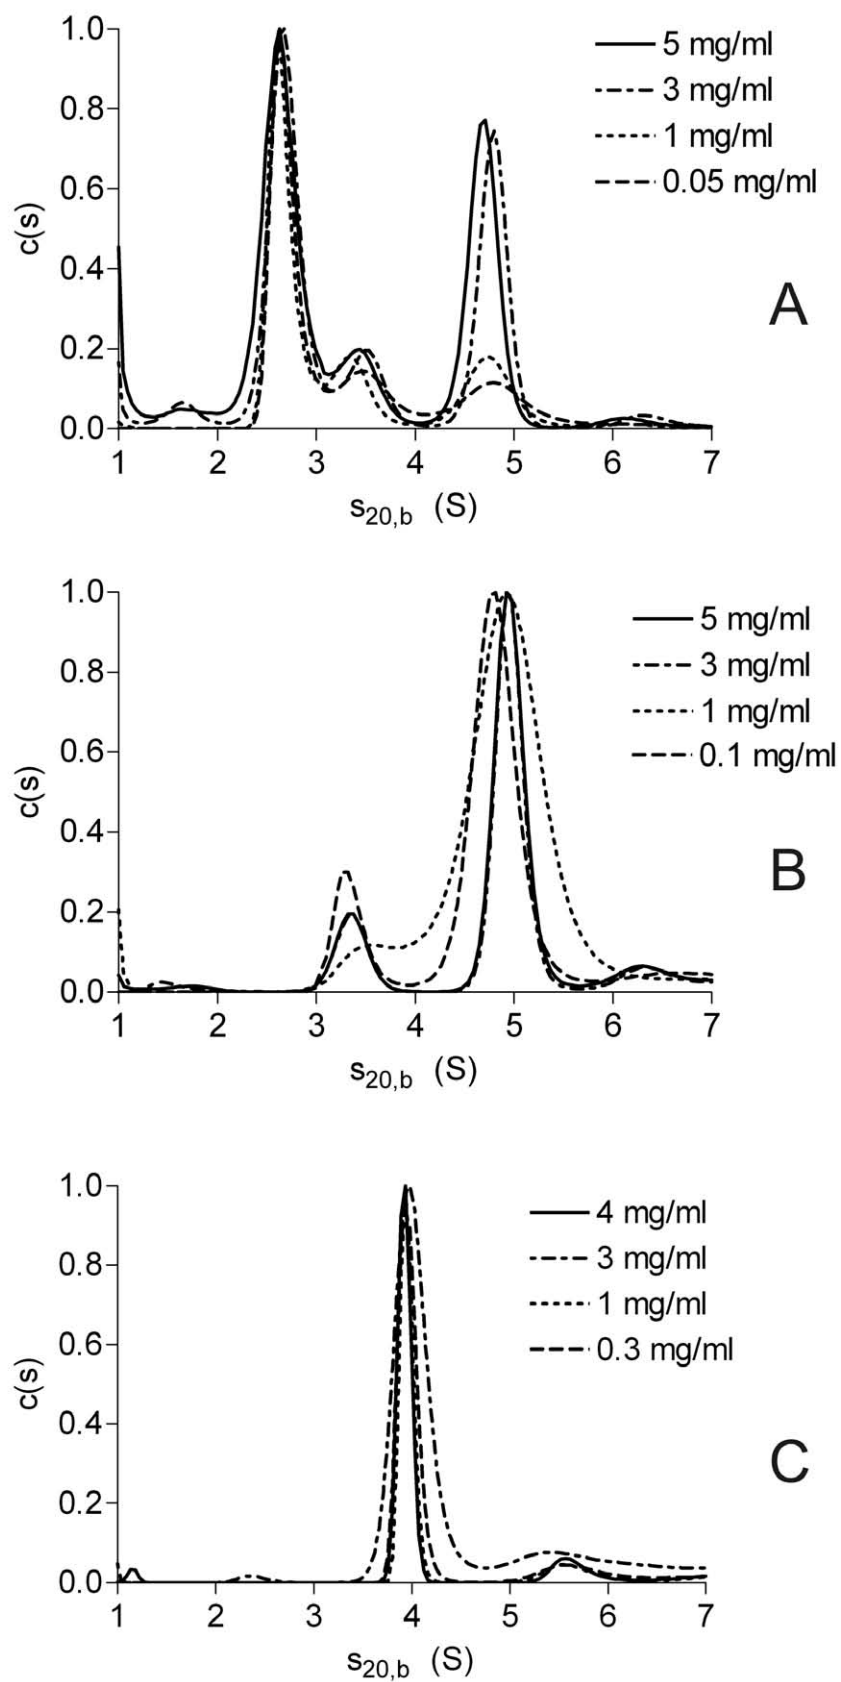 1.0
0.8
0.6
0.4
0.2
0.0
c(s)
5 mg/ml
3 mg/ml
1 mg/ml
0.05 mg/ml
A
1 2 3 4 5 6 7
s20,b (S)
1.0
0.8
0.6
0.4
0.2
0.0
c(s)
5 mg/ml
3 mg/ml
1 mg/ml
0.1 mg/ml
B
1 2 3 4 5 6 7
s20,b (S)
1.0
0.8
0.6
0.4
0.2
0.0
c(s)
4 mg/ml
3 mg/ml
1 mg/ml
0.3 mg/ml
C
1 2 3 4 5 6 7
s20,b (S)